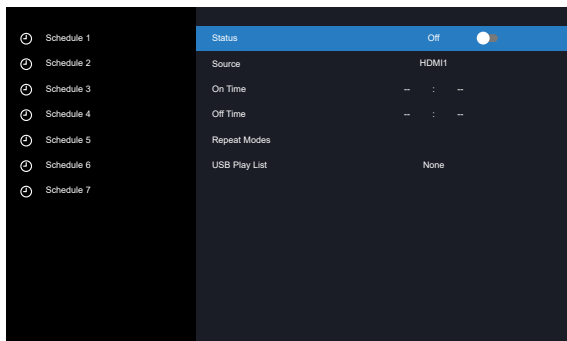 Schedule 1
Schedule 2
Schedule 3
Schedule 4
Schedule 5
Schedule 6
Schedule 7
Status Off
Source HDMI1
On Time -- : --
Off Time -- : --
Repeat Modes
USB Play List None